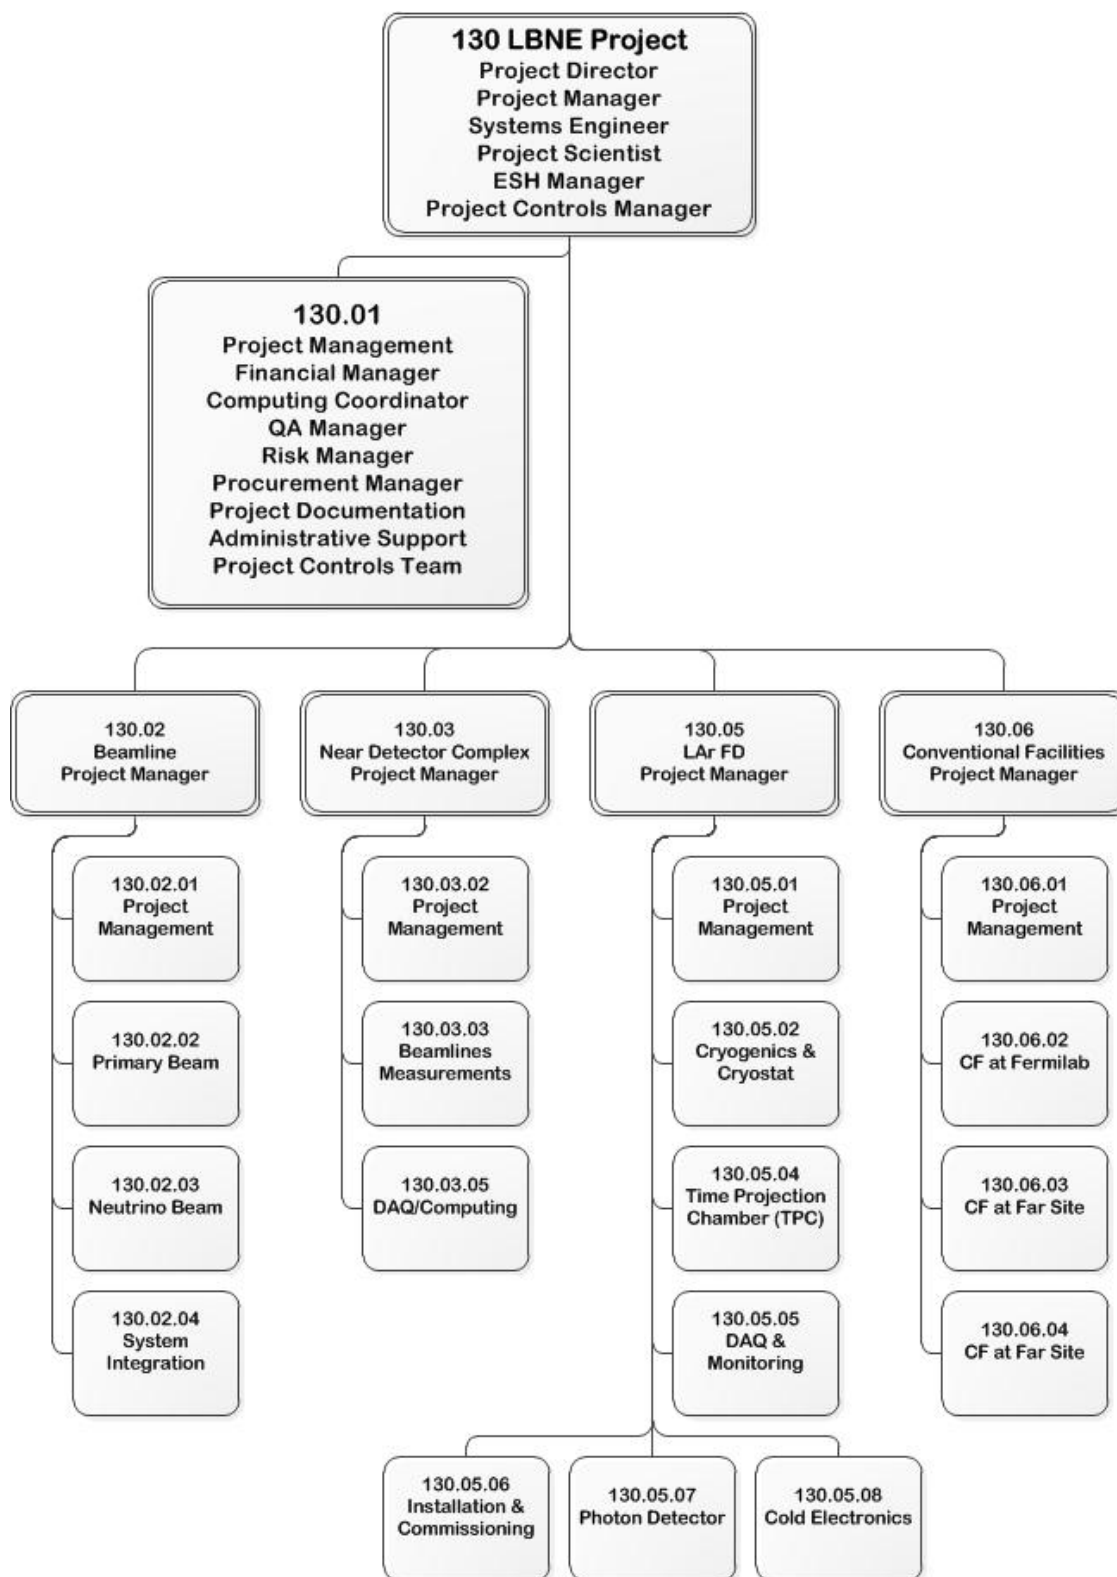 130 LBNE Project
Project Director
Project Manager
Systems Engineer
Project Scientist
ESH Manager
Project Controls Manager
130.01
Project Management
Financial Manager
Computing Coordinator
QA Manager
Risk Manager
Procurement Manager
Project Documentation
Administrative Support
Project Controls Team
130.02
Beamline
Project Manager
130.03
Near Detector Complex
Project Manager
130.05
LAr FD
Project Manager
130.06
Conventional Facilities
Project Manager
130.02.01
Project
Management
130.03.02
Project
Management
130.05.01
Project
Management
130.06.01
Project
Management
130.02.02
Primary Beam
130.03.03
Beamlines
Measurements
130.05.02
Cryogenics &
Cryostat
130.06.02
CF at Fermilab
130.02.03
Neutrino Beam
130.03.05
DAQ/Computing
130.05.04
Time Projection
Chamber (TPC)
130.06.03
CF at Far Site
130.02.04
System
Integration
130.05.05
DAQ &
Monitoring
130.06.04
CF at Far Site
130.05.06
Installation &
Commissioning
130.05.07
Photon Detector
130.05.08
Cold Electronics